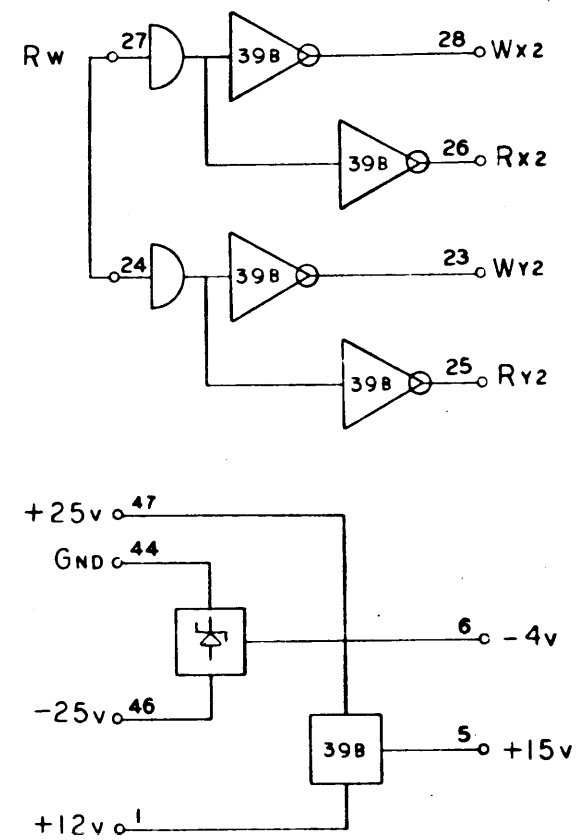 RW 27 39B 28 WX2
39B 26 RX2
24 39B 23 WY2
39B 25 RY2
+25V 47
GND 44
6 -4V
-25V 46
39B 5 +15V
+12V 1